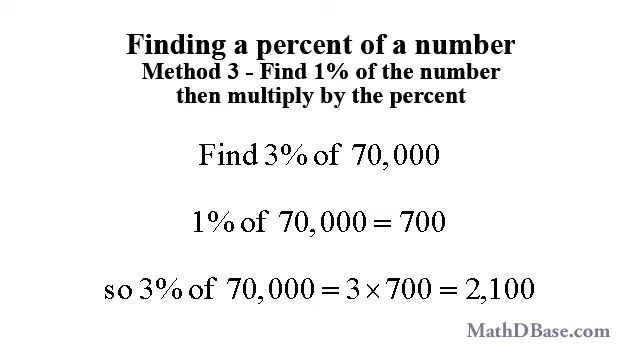 Finding a percent of a number
Method 3 - Find 1% of the number
then multiply by the percent
Find 3% of 70,000
1% of 70,000 = 700
so 3% of 70,000 = 3 × 700 = 2,100
MathDBase.com